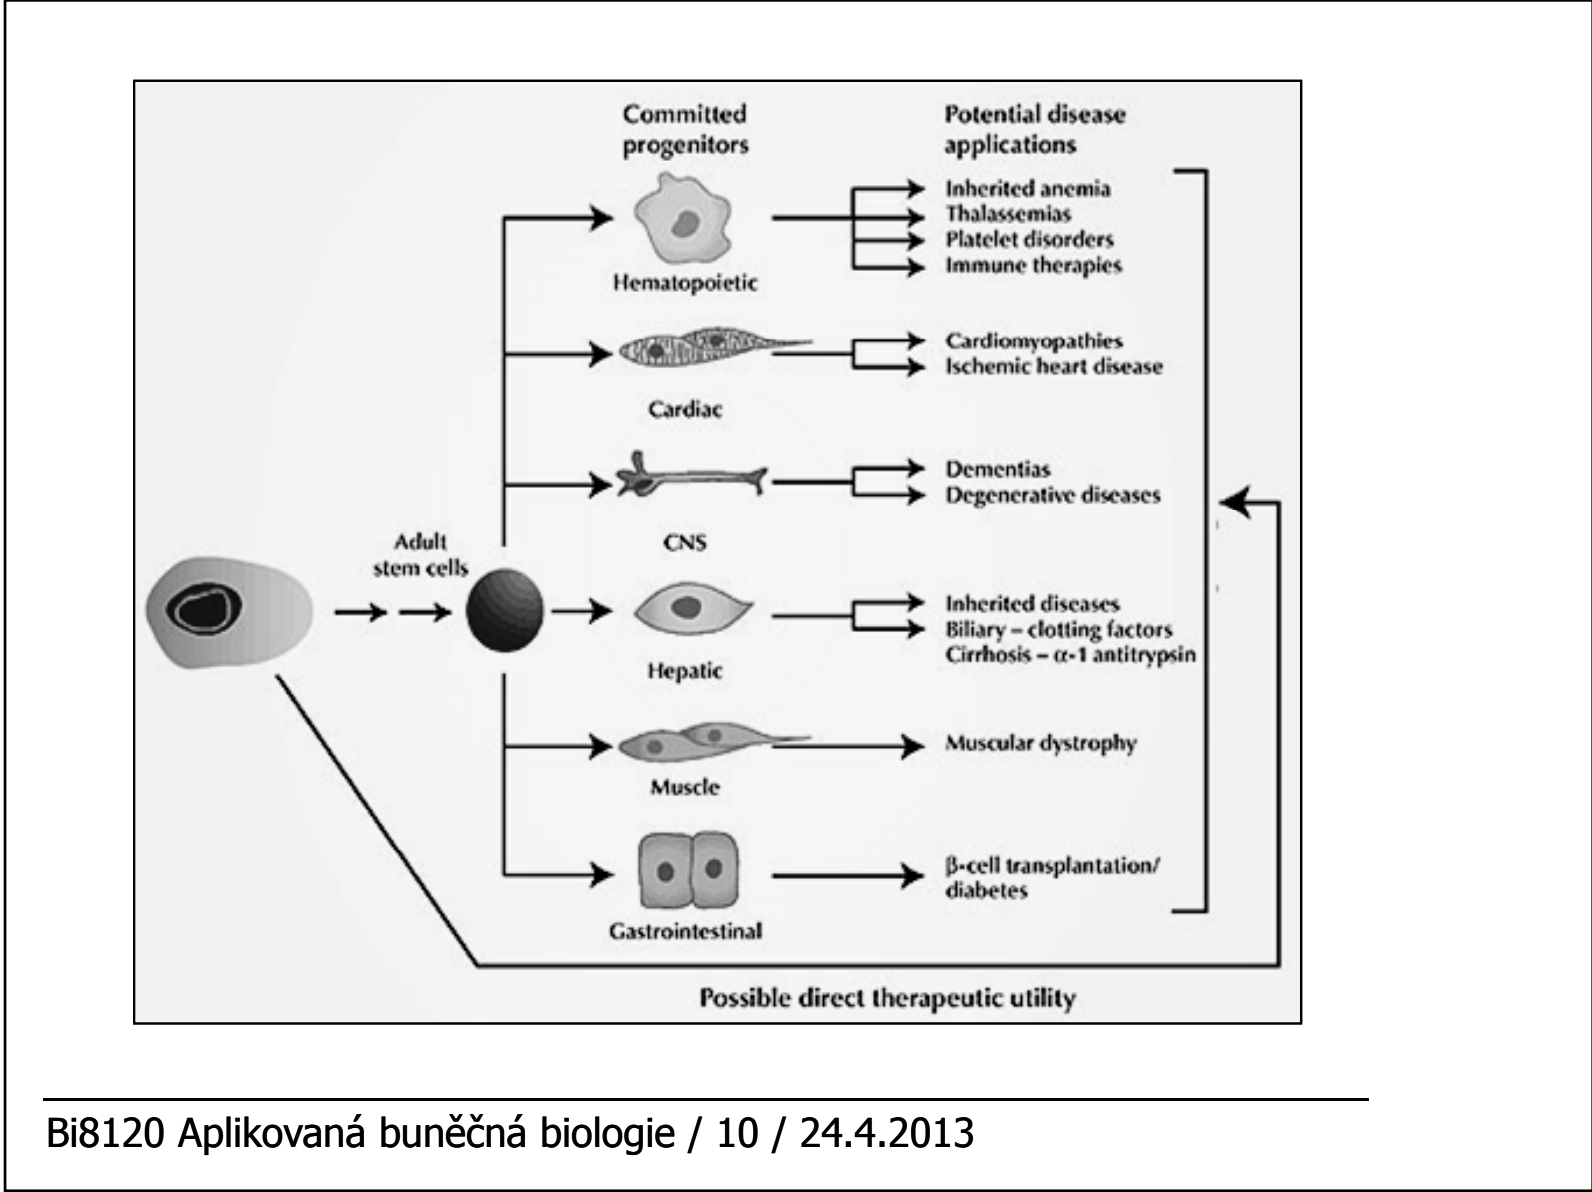 Committed
progenitors
Potential disease
applications
Hematopoietic
Inherited anemia
Thalassemias
Platelet disorders
Immune therapies
Cardiac
Cardiomyopathies
Ischemic heart disease
CNS
Dementias
Degenerative diseases
Adult
stem cells
Hepatic
Inherited diseases
Biliary – clotting factors
Cirrhosis – α-1 antitrypsin
Muscle
Muscular dystrophy
Gastrointestinal
β-cell transplantation/
diabetes
Possible direct therapeutic utility
Bi8120 Aplikovaná buněčná biologie / 10 / 24.4.2013